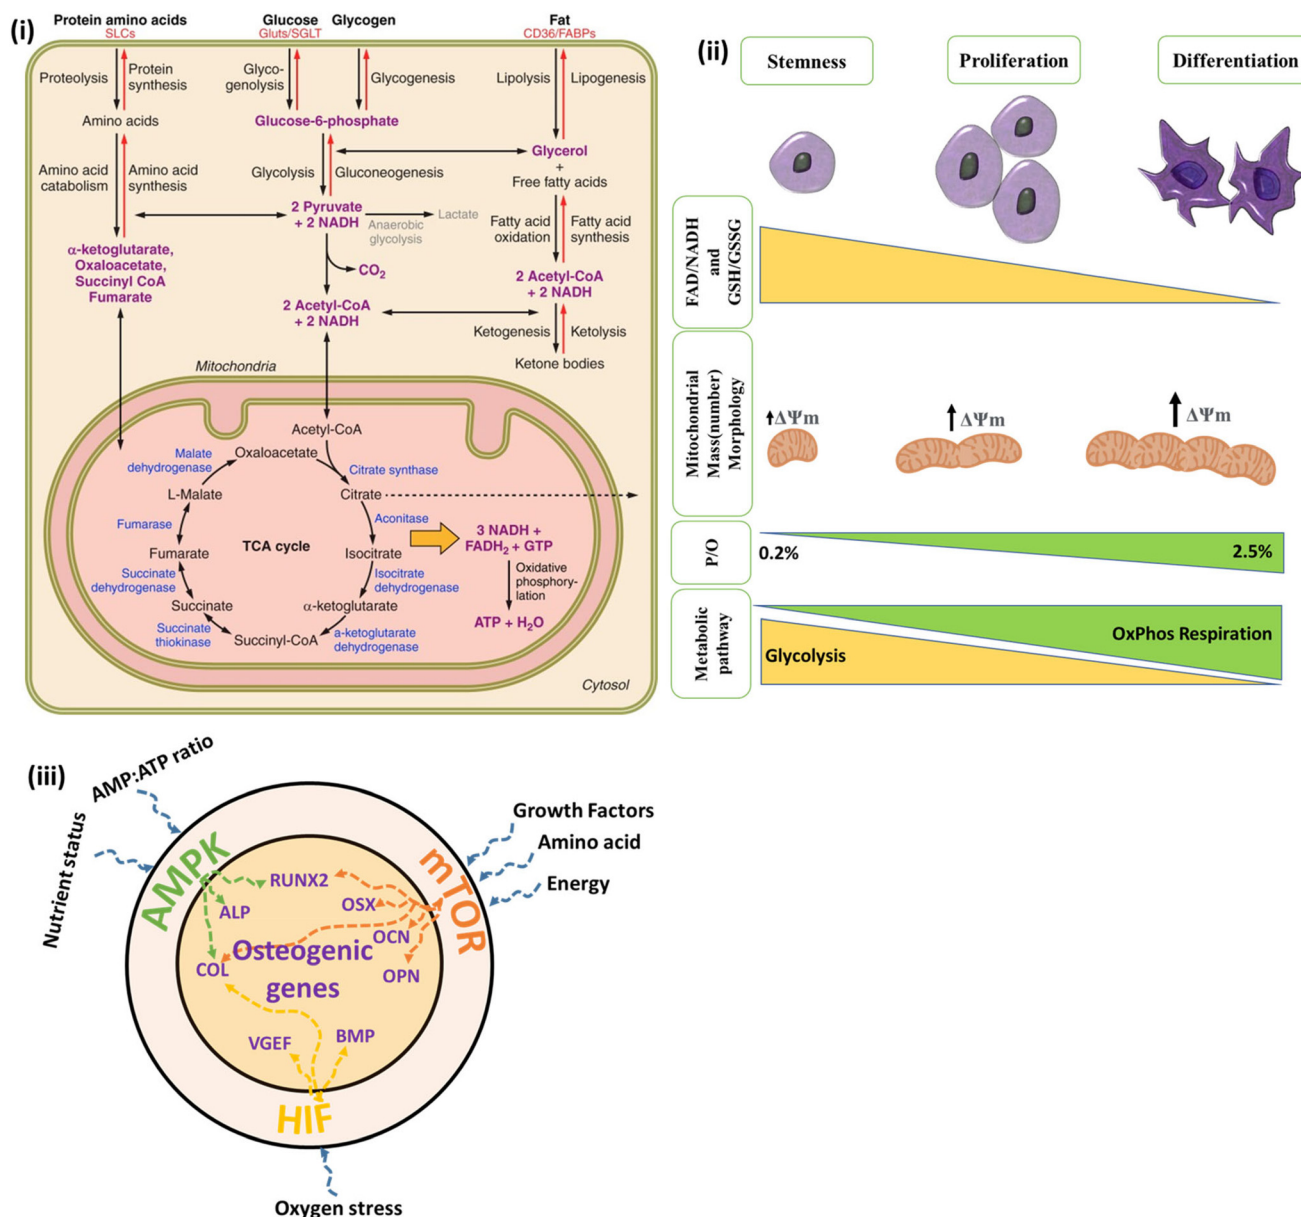 (i)
Protein amino acids
SLCs
Glucose
Gluts/SGLT
Glycogen
Fat
CD36/FABPs
Proteolysis
Protein
synthesis
Glyco-
genolysis
Glycogenesis
Lipolysis
Lipogenesis
Amino acids
Glucose-6-phosphate
Glycerol
+
Free fatty acids
Amino acid
catabolism
Amino acid
synthesis
Glycolysis
Gluconeogenesis
2 Pyruvate
+ 2 NADH
Anaerobic
glycolysis
Lactate
Fatty acid
oxidation
Fatty acid
synthesis
α-ketoglutarate,
Oxaloacetate,
Succinyl CoA
Fumarate
CO2
2 Acetyl-CoA
+ 2 NADH
2 Acetyl-CoA
+ 2 NADH
Ketogenesis
Ketolysis
Ketone bodies
Mitochondria
Acetyl-CoA
Malate
dehydrogenase
Oxaloacetate
Citrate synthase
L-Malate
Citrate
Fumarase
Aconitase
TCA cycle
3 NADH +
FADH2 + GTP
Fumarate
Isocitrate
Oxidative
phosphory-
lation
Succinate
dehydrogenase
Isocitrate
dehydrogenase
Succinate
α-ketoglutarate
ATP + H2O
Succinate
thiokinase
Succinyl-CoA
a-ketoglutarate
dehydrogenase
Cytosol
(ii)
Stemness
Proliferation
Differentiation
FAD/NADH
and
GSH/GSSG
Mitochondrial
Mass(number)
Morphology
ΔΨm
ΔΨm
ΔΨm
P/O
0.2%
2.5%
Metabolic
pathway
OxPhos Respiration
Glycolysis
(iii)
AMP:ATP ratio
Nutrient status
Growth Factors
Amino acid
Energy
AMPK
mTOR
RUNX2
ALP
OSX
OCN
COL
OPN
Osteogenic
genes
VGEF
BMP
HIF
Oxygen stress